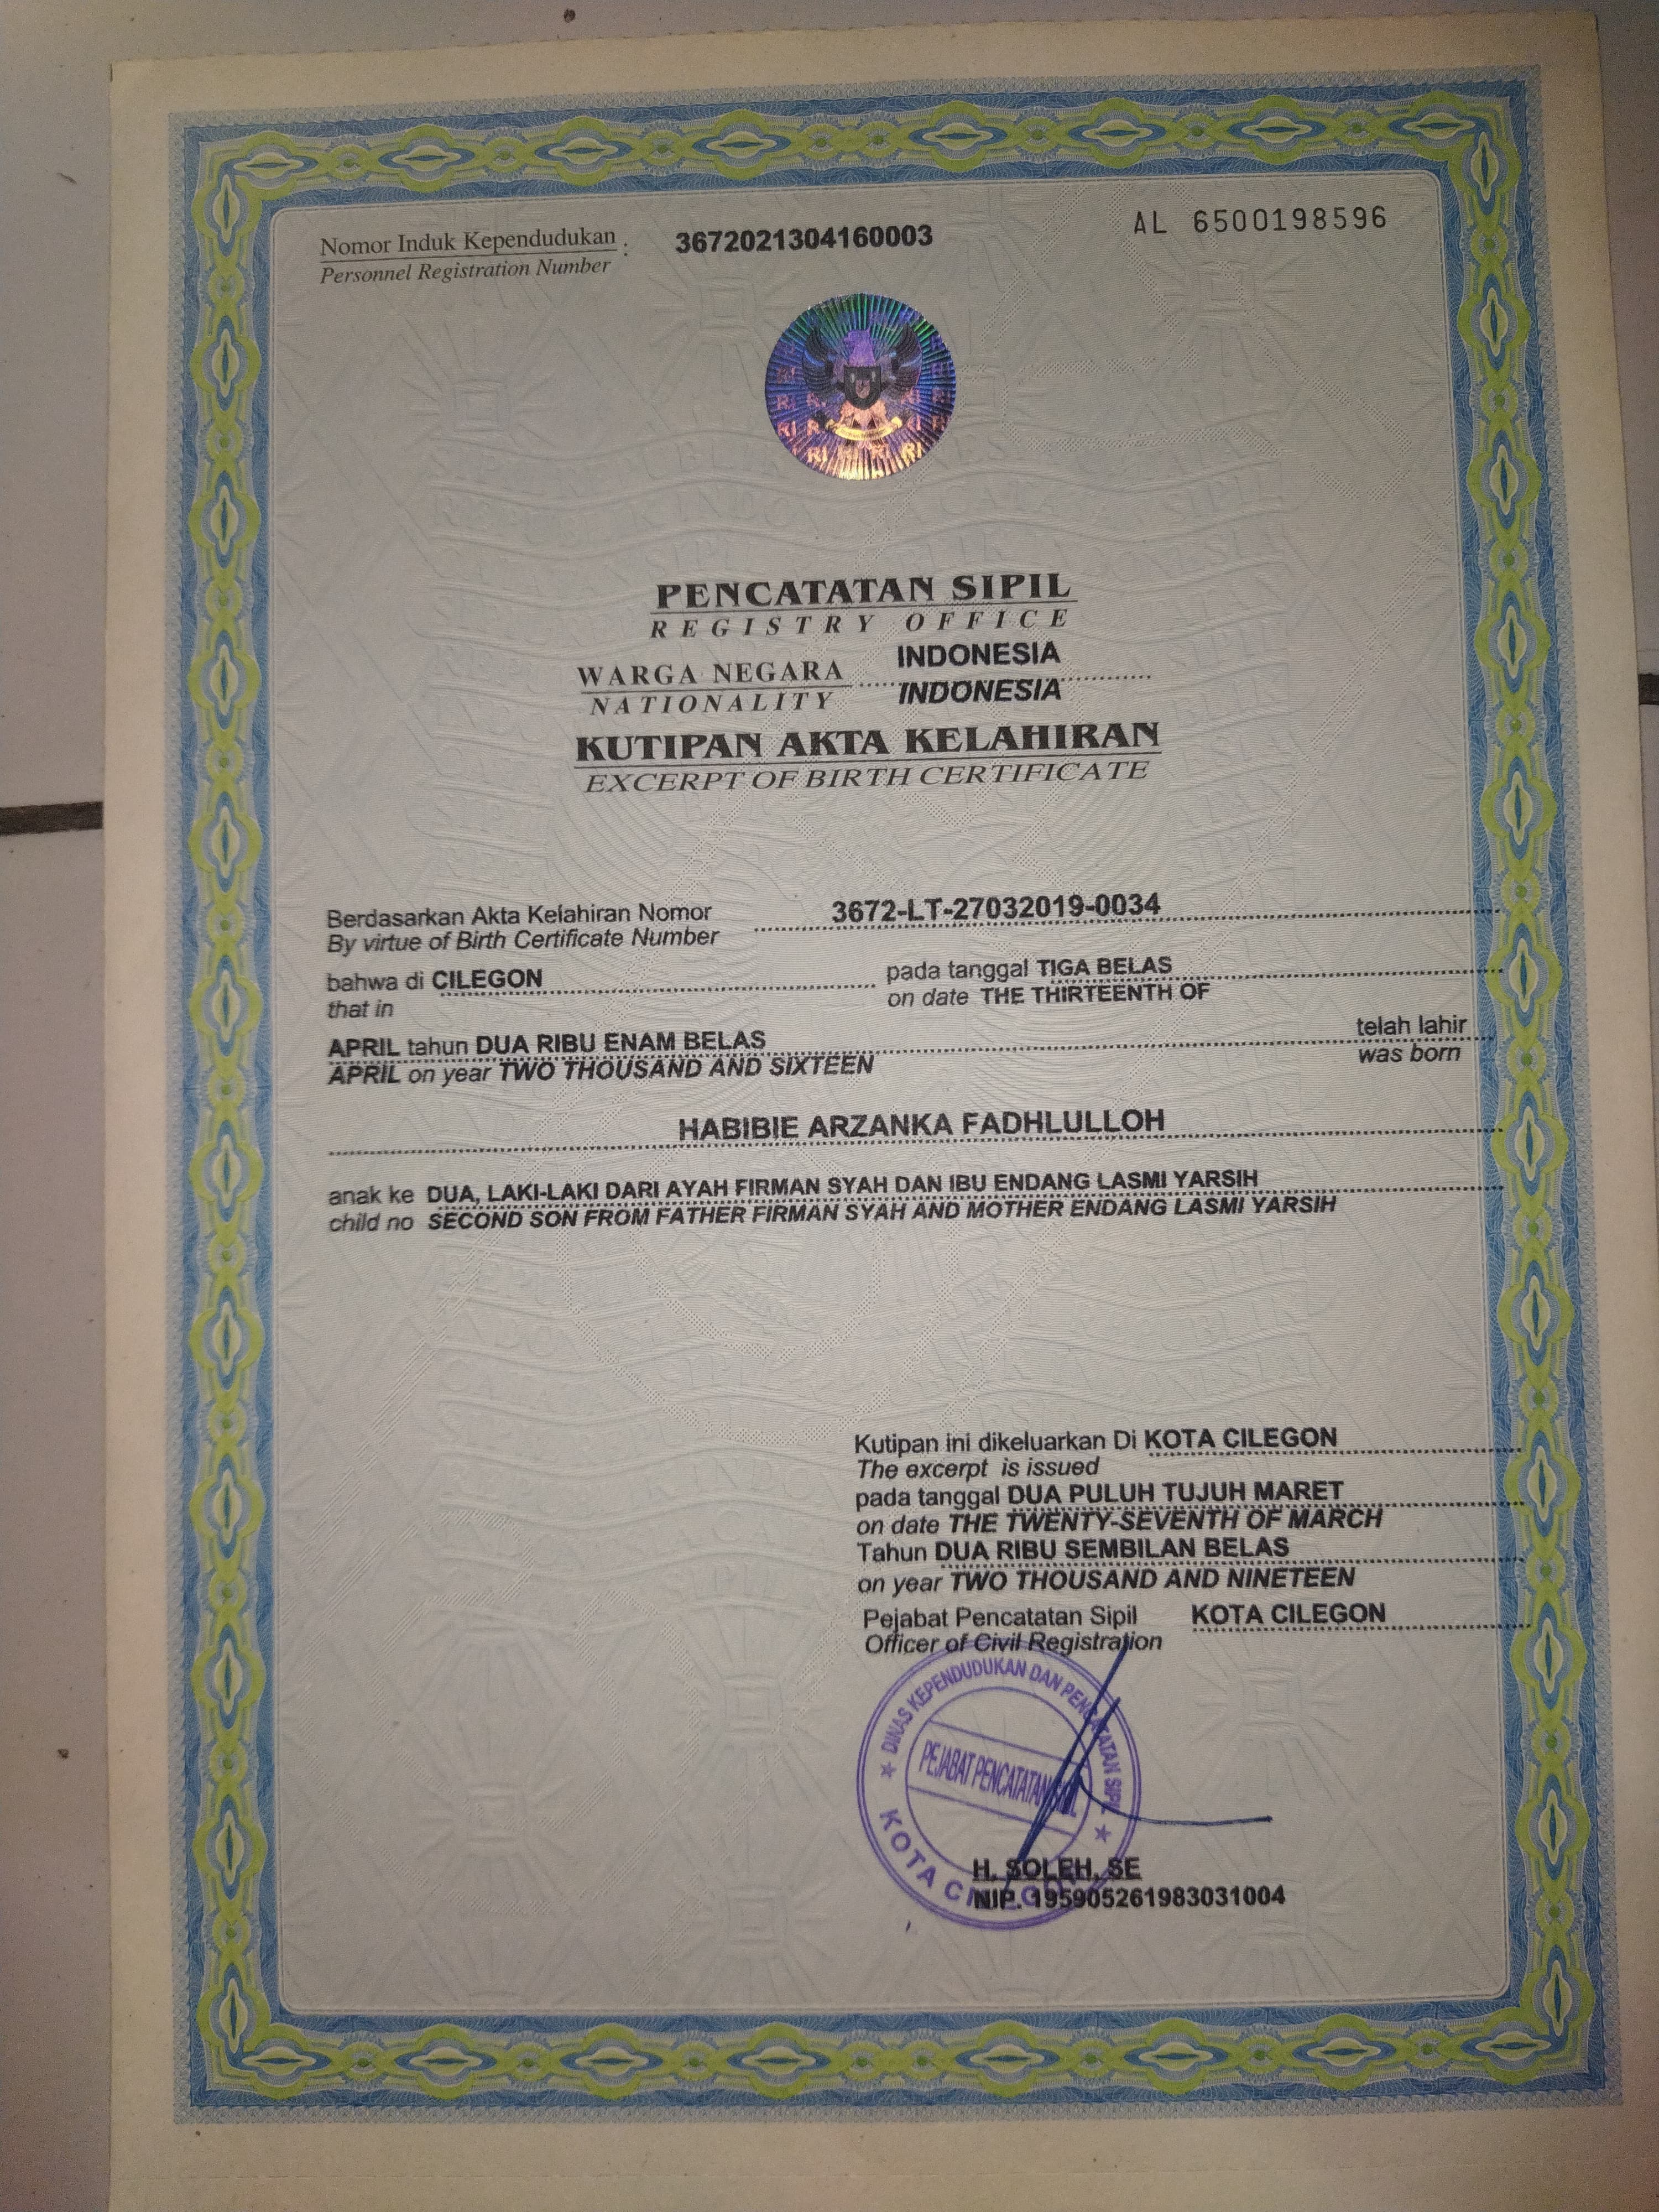 Nomor Induk Kependudukan : 3672021304160003
Personnel Registration Number
AL 6500198596
PENCATATAN SIPIL
REGISTRY OFFICE
WARGA NEGARA INDONESIA
NATIONALITY INDONESIA
KUTIPAN AKTA KELAHIRAN
EXCERPT OF BIRTH CERTIFICATE
Berdasarkan Akta Kelahiran Nomor 3672-LT-27032019-0034
By virtue of Birth Certificate Number
bahwa di CILEGON pada tanggal TIGA BELAS
that in on date THE THIRTEENTH OF
APRIL tahun DUA RIBU ENAM BELAS telah lahir
APRIL on year TWO THOUSAND AND SIXTEEN was born
HABIBIE ARZANKA FADHLULLOH
anak ke DUA, LAKI-LAKI DARI AYAH FIRMAN SYAH DAN IBU ENDANG LASMI YARSIH
child no SECOND SON FROM FATHER FIRMAN SYAH AND MOTHER ENDANG LASMI YARSIH
Kutipan ini dikeluarkan Di KOTA CILEGON
The excerpt is issued
pada tanggal DUA PULUH TUJUH MARET
on date THE TWENTY-SEVENTH OF MARCH
Tahun DUA RIBU SEMBILAN BELAS
on year TWO THOUSAND AND NINETEEN
Pejabat Pencatatan Sipil KOTA CILEGON
Officer of Civil Registration
DINAS KEPENDUDUKAN DAN PENCATATAN SIPIL
PEJABAT PENCATATAN SIPIL
KOTA CILEGON
H. SOLEH, SE
NIP. 195905261983031004